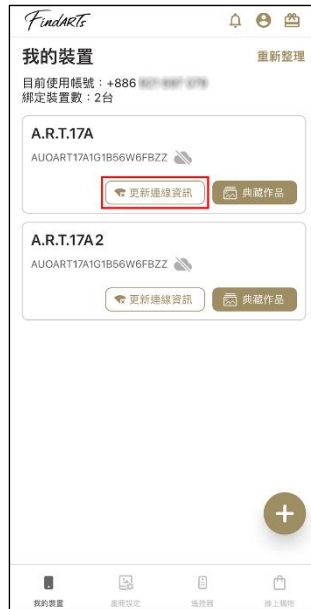 FindARTs
我的裝置
重新整理
目前使用帳號：+886
綁定裝置數：2台
A.R.T.17A
AUOART17A1G1B56W6FBZZ
更新連線資訊
典藏作品
A.R.T.17A2
AUOART17A1G1B56W6FBZZ
更新連線資訊
典藏作品
我的裝置
畫框設定
遙控器
線上購物